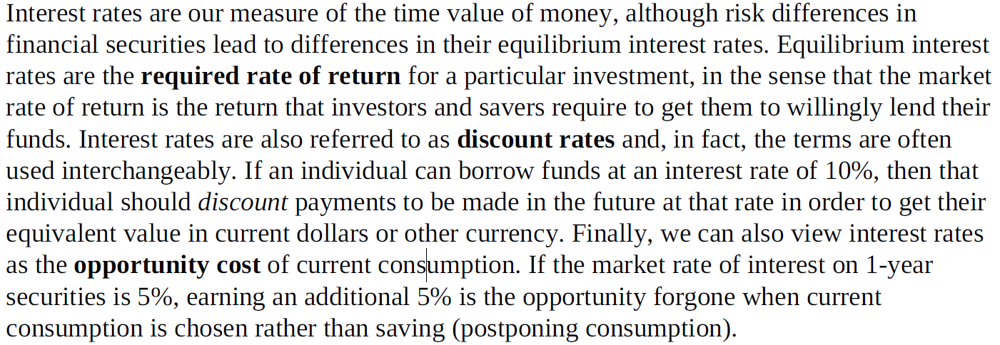 Interest rates are our measure of the time value of money, although risk differences in
financial securities lead to differences in their equilibrium interest rates. Equilibrium interest
rates are the required rate of return for a particular investment, in the sense that the market
rate of return is the return that investors and savers require to get them to willingly lend their
funds. Interest rates are also referred to as discount rates and, in fact, the terms are often
used interchangeably. If an individual can borrow funds at an interest rate of 10%, then that
individual should discount payments to be made in the future at that rate in order to get their
equivalent value in current dollars or other currency. Finally, we can also view interest rates
as the opportunity cost of current consumption. If the market rate of interest on 1-year
securities is 5%, earning an additional 5% is the opportunity forgone when current
consumption is chosen rather than saving (postponing consumption).